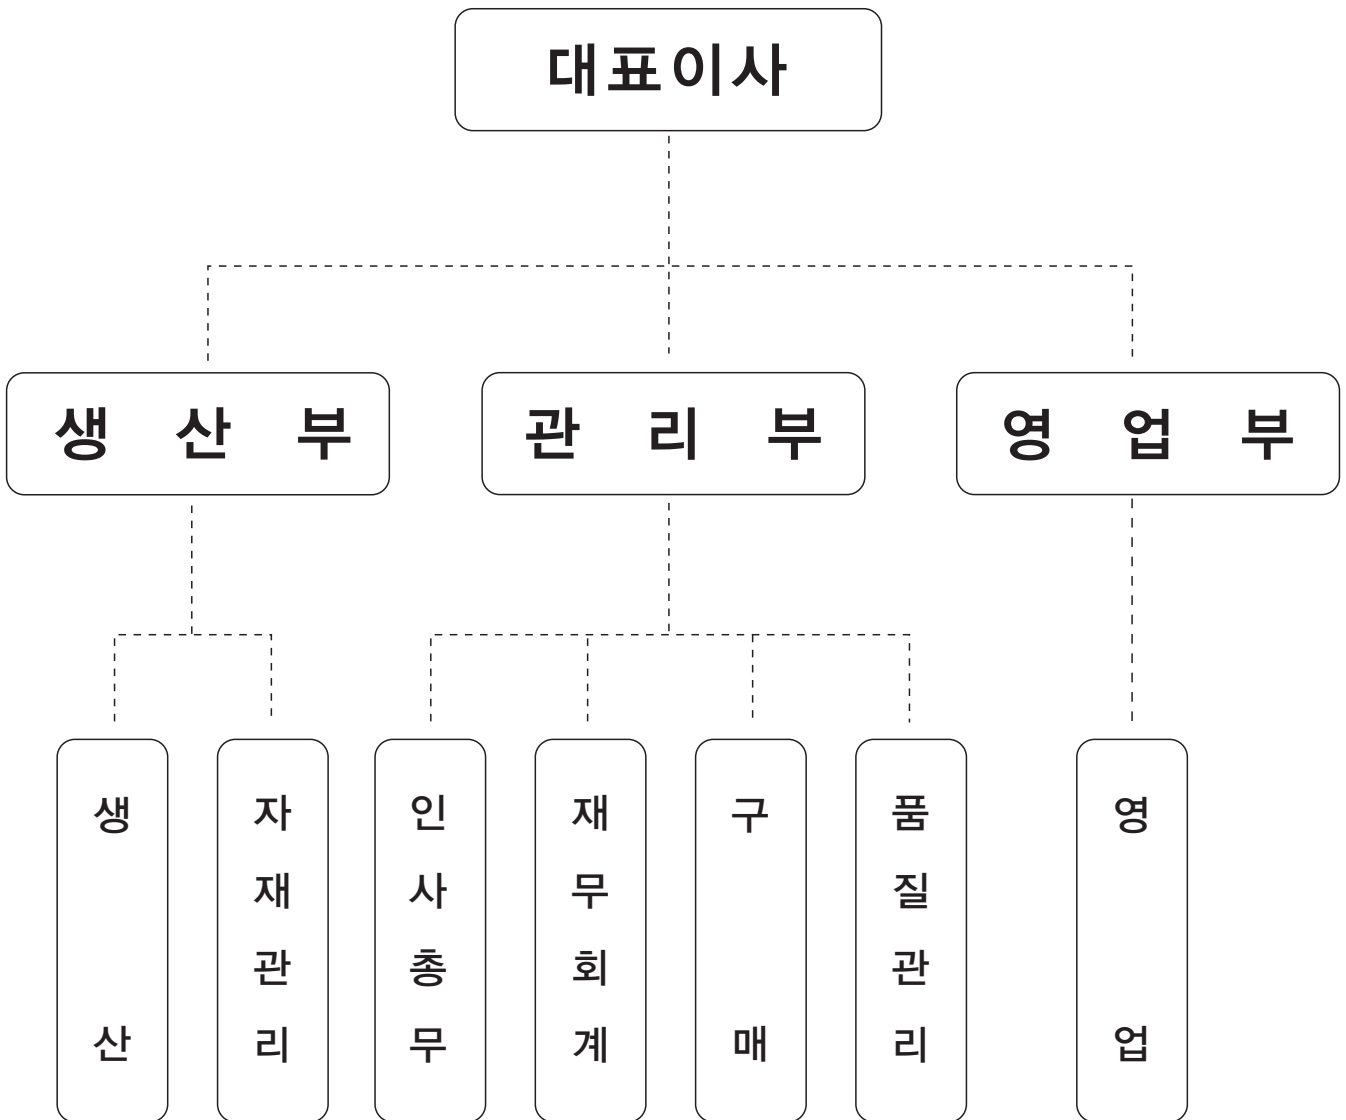 대표이사
생 산 부
관 리 부
영 업 부
생산
자재관리
인사총무
재무회계
구매
품질관리
영업